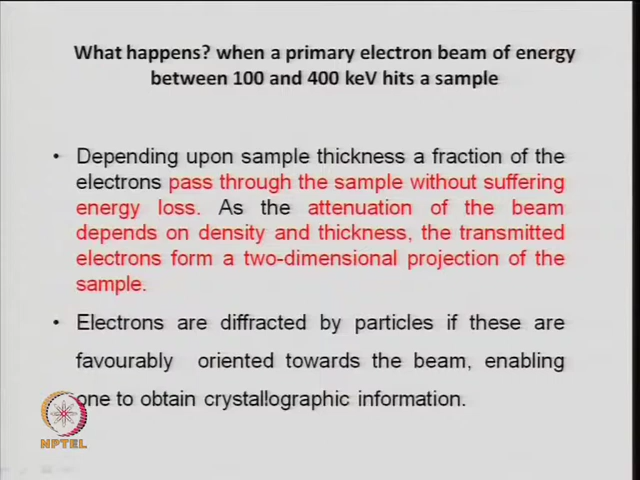 What happens? when a primary electron beam of energy
between 100 and 400 keV hits a sample
• Depending upon sample thickness a fraction of the
electrons pass through the sample without suffering
energy loss. As the attenuation of the beam
depends on density and thickness, the transmitted
electrons form a two-dimensional projection of the
sample.
• Electrons are diffracted by particles if these are
favourably oriented towards the beam, enabling
one to obtain crystallographic information.
NPTEL